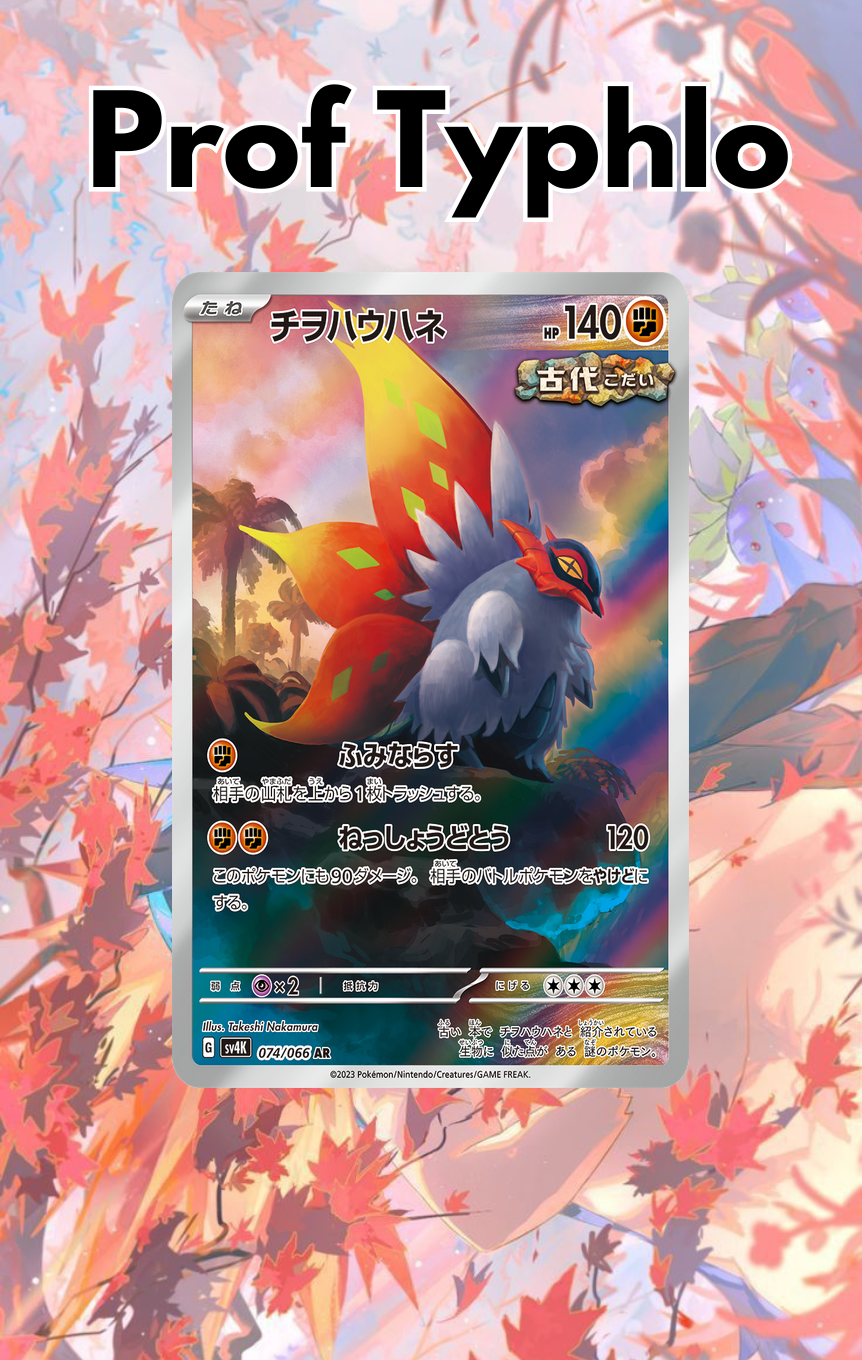 Prof Typhlo
たね チヲハウハネ HP 140
古代 こだい
ふみならす
相手の山札を上から1枚トラッシュする。
ねっしょうどとう 120
このポケモンにも90ダメージ。相手のバトルポケモンをやけどに
する。
弱点 ×2 抵抗力 にげる
Illus. Takeshi Nakamura
古い 本で チヲハウハネと 紹介されている
生物に 似た点が ある 謎のポケモン。
G sv4K 074/066 AR
©2023 Pokémon/Nintendo/Creatures/GAME FREAK.